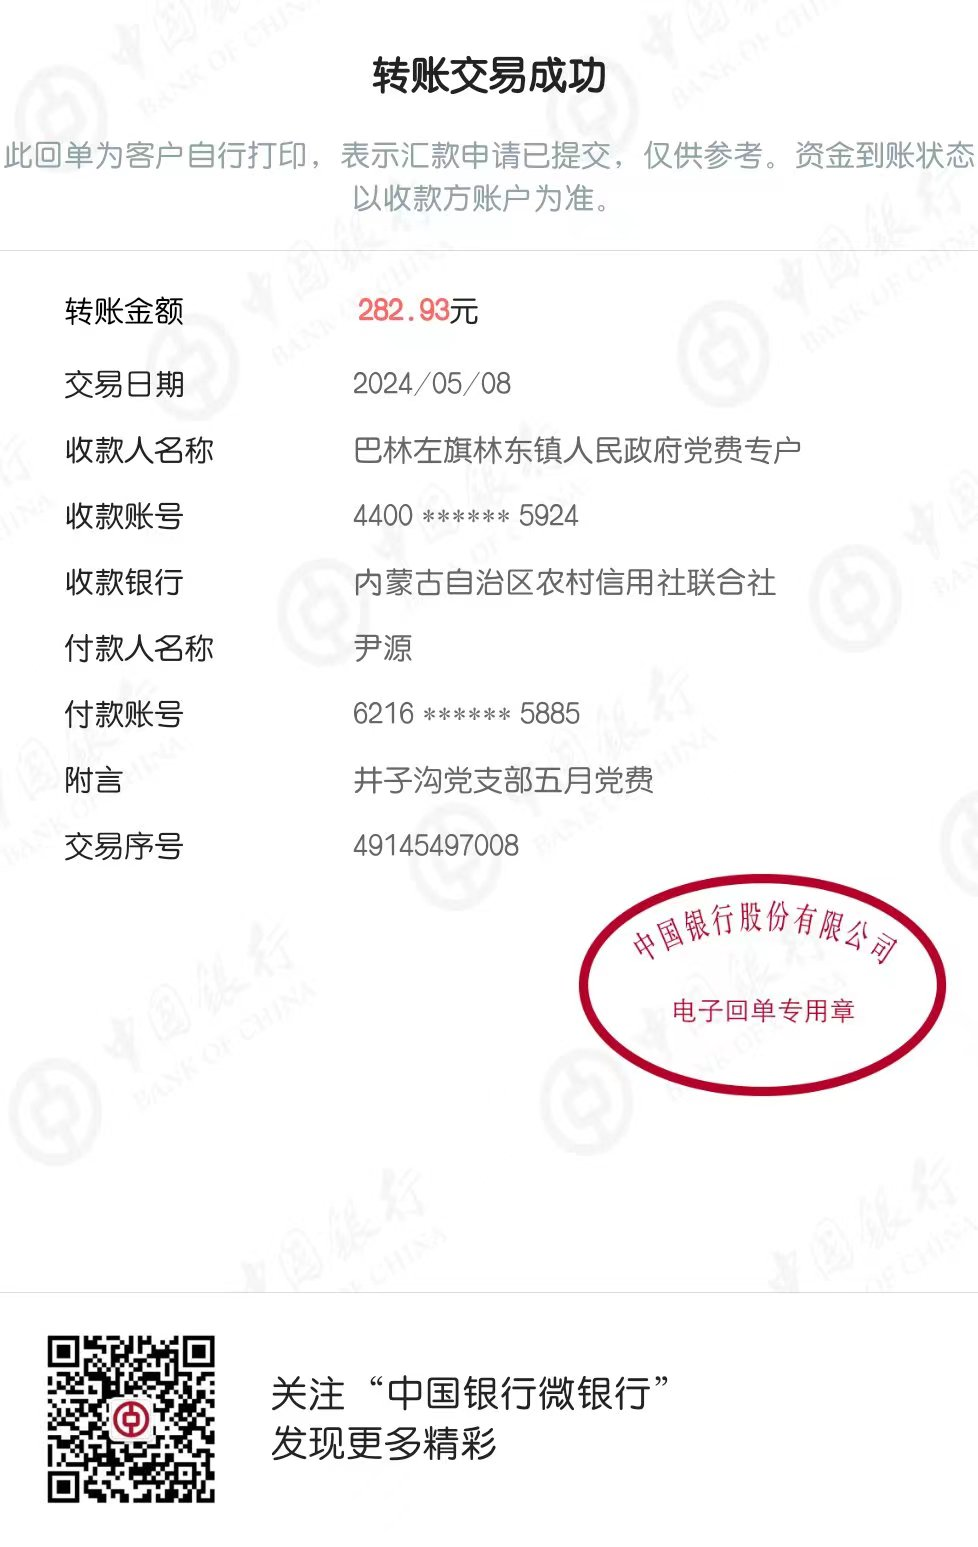 转账交易成功
此回单为客户自行打印，表示汇款申请已提交，仅供参考。资金到账状态
以收款方账户为准。
转账金额 282.93元
交易日期 2024/05/08
收款人名称 巴林左旗林东镇人民政府党费专户
收款账号 4400 ****** 5924
收款银行 内蒙古自治区农村信用社联合社
付款人名称 尹源
付款账号 6216 ****** 5885
附言 井子沟党支部五月党费
交易序号 49145497008
中国银行股份有限公司
电子回单专用章
关注“中国银行微银行”
发现更多精彩
中国银行
BANK OF CHINA